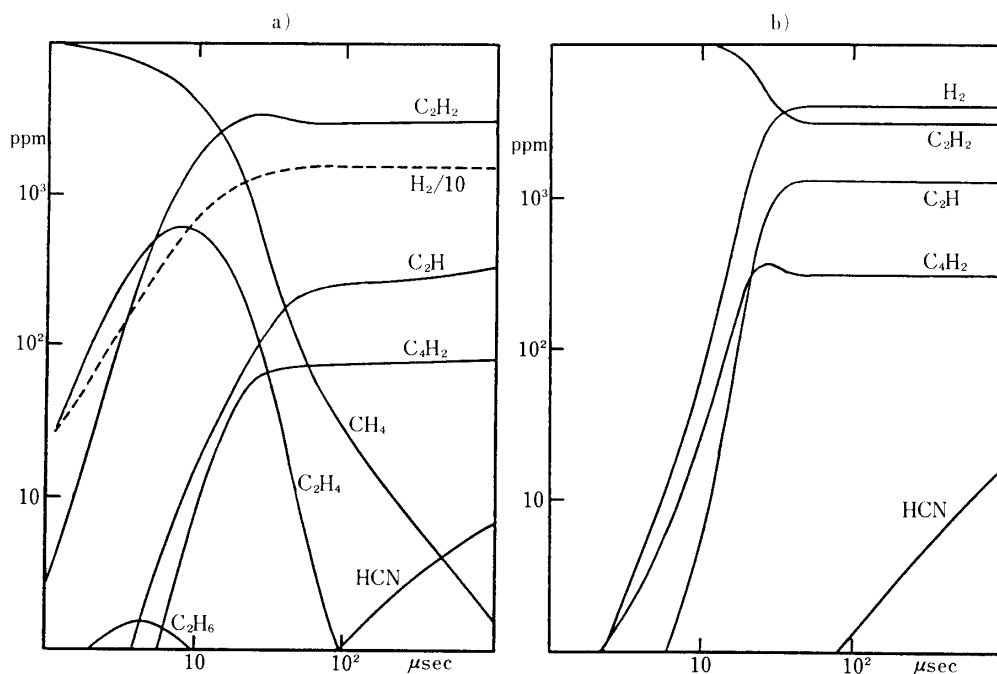 a)
ppm
10³
10²
10
C₂H₂
H₂/10
C₂H
C₄H₂
CH₄
C₂H₄
HCN
C₂H₆
10
10²
μsec
b)
ppm
10³
10²
10
H₂
C₂H₂
C₂H
C₄H₂
HCN
10
10²
μsec